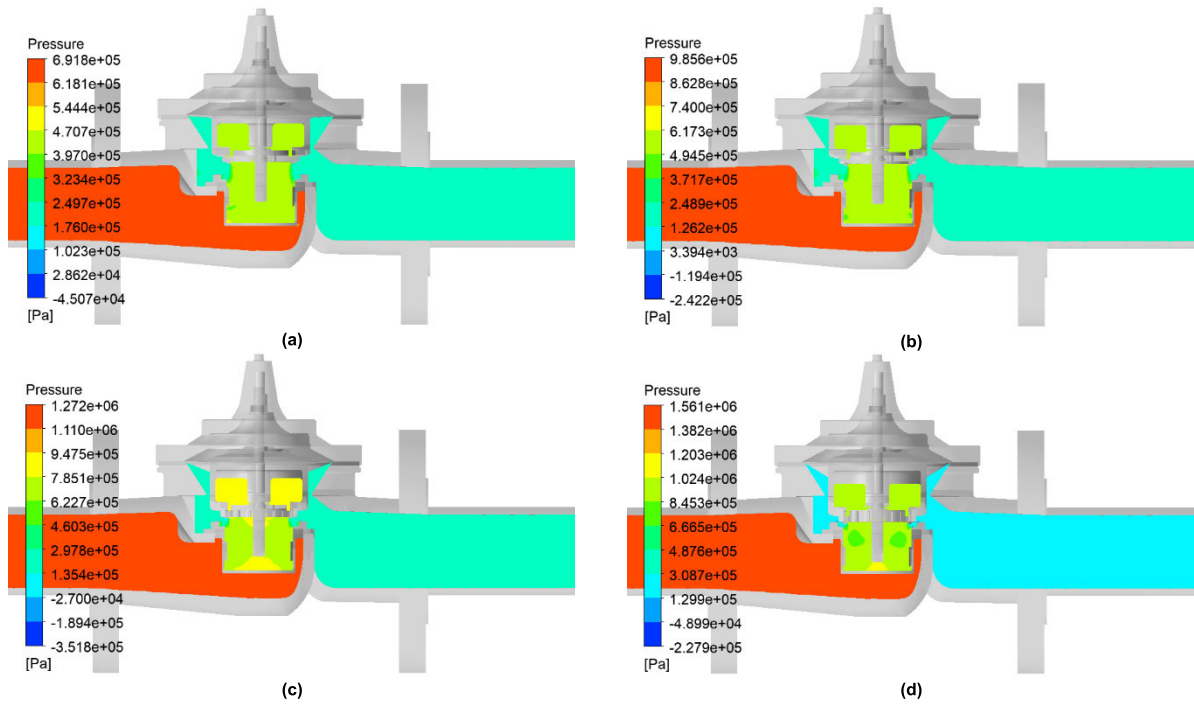 Pressure
6.918e+05
6.181e+05
5.444e+05
4.707e+05
3.970e+05
3.234e+05
2.497e+05
1.760e+05
1.023e+05
2.862e+04
-4.507e+04
[Pa]
(a)
Pressure
9.856e+05
8.628e+05
7.400e+05
6.173e+05
4.945e+05
3.717e+05
2.489e+05
1.262e+05
3.394e+03
-1.194e+05
-2.422e+05
[Pa]
(b)
Pressure
1.272e+06
1.110e+06
9.475e+05
7.851e+05
6.227e+05
4.603e+05
2.978e+05
1.354e+05
-2.700e+04
-1.894e+05
-3.518e+05
[Pa]
(c)
Pressure
1.561e+06
1.382e+06
1.203e+06
1.024e+06
8.453e+05
6.665e+05
4.876e+05
3.087e+05
1.299e+05
-4.899e+04
-2.279e+05
[Pa]
(d)